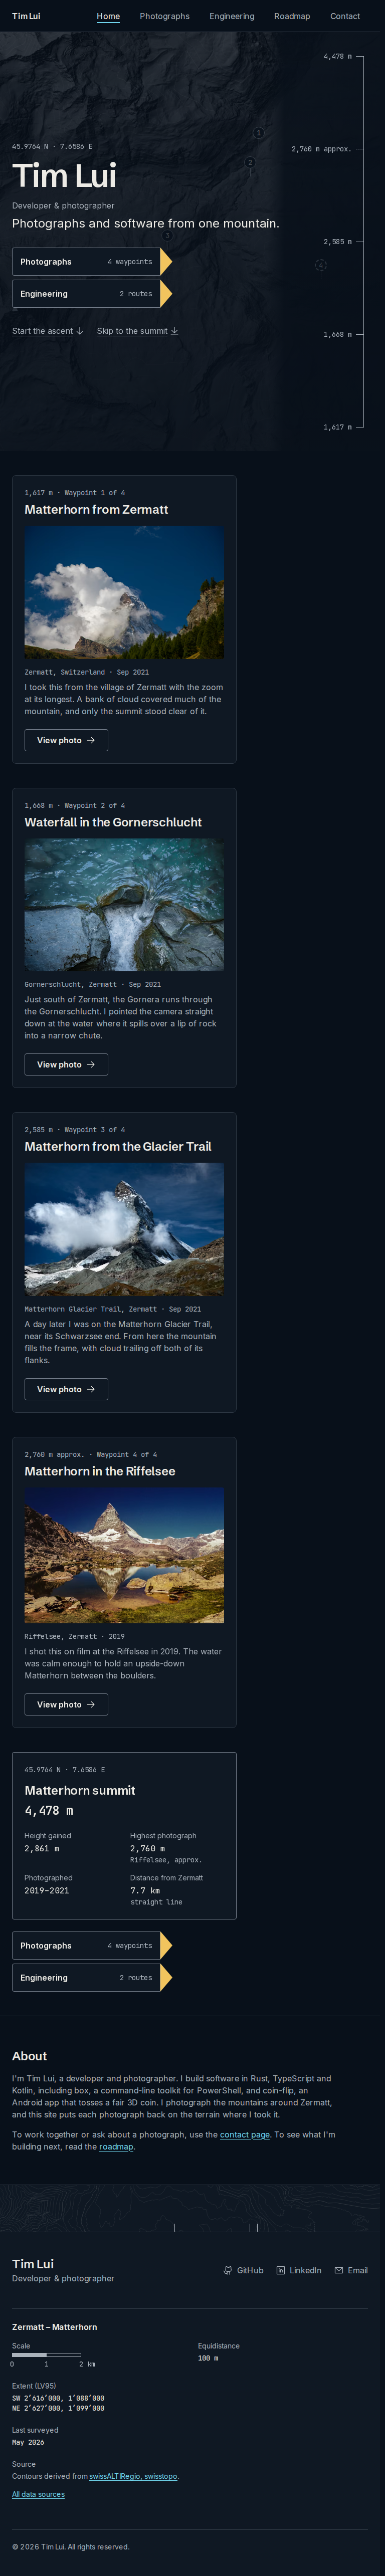 Tim Lui
Home
Photographs
Engineering
Roadmap
Contact
4,478 m
2,760 m approx.
2,585 m
1,668 m
1,617 m
1
2
3
4
45.9764 N · 7.6586 E
Tim Lui
Developer & photographer
Photographs and software from one mountain.
Photographs 4 waypoints
Engineering 2 routes
Start the ascent
Skip to the summit
1,617 m · Waypoint 1 of 4
Matterhorn from Zermatt
Zermatt, Switzerland · Sep 2021
I took this from the village of Zermatt with the zoom
at its longest. A bank of cloud covered much of the
mountain, and only the summit stood clear of it.
View photo
1,668 m · Waypoint 2 of 4
Waterfall in the Gornerschlucht
Gornerschlucht, Zermatt · Sep 2021
Just south of Zermatt, the Gornera runs through
the Gornerschlucht. I pointed the camera straight
down at the water where it spills over a lip of rock
into a narrow chute.
View photo
2,585 m · Waypoint 3 of 4
Matterhorn from the Glacier Trail
Matterhorn Glacier Trail, Zermatt · Sep 2021
A day later I was on the Matterhorn Glacier Trail,
near its Schwarzsee end. From here the mountain
fills the frame, with cloud trailing off both of its
flanks.
View photo
2,760 m approx. · Waypoint 4 of 4
Matterhorn in the Riffelsee
Riffelsee, Zermatt · 2019
I shot this on film at the Riffelsee in 2019. The water
was calm enough to hold an upside-down
Matterhorn between the boulders.
View photo
45.9764 N · 7.6586 E
Matterhorn summit
4,478 m
Height gained
2,861 m
Highest photograph
2,760 m
Riffelsee, approx.
Photographed
2019–2021
Distance from Zermatt
7.7 km
straight line
Photographs 4 waypoints
Engineering 2 routes
About
I'm Tim Lui, a developer and photographer. I build software in Rust, TypeScript and
Kotlin, including box, a command-line toolkit for PowerShell, and coin-flip, an
Android app that tosses a fair 3D coin. I photograph the mountains around Zermatt,
and this site puts each photograph back on the terrain where I took it.
To work together or ask about a photograph, use the contact page. To see what I'm
building next, read the roadmap.
Tim Lui
Developer & photographer
GitHub
LinkedIn
Email
Zermatt – Matterhorn
Scale
0 1 2 km
Equidistance
100 m
Extent (LV95)
SW 2’616’000, 1’088’000
NE 2’627’000, 1’099’000
Last surveyed
May 2026
Source
Contours derived from swissALTIRegio, swisstopo.
All data sources
© 2026 Tim Lui. All rights reserved.